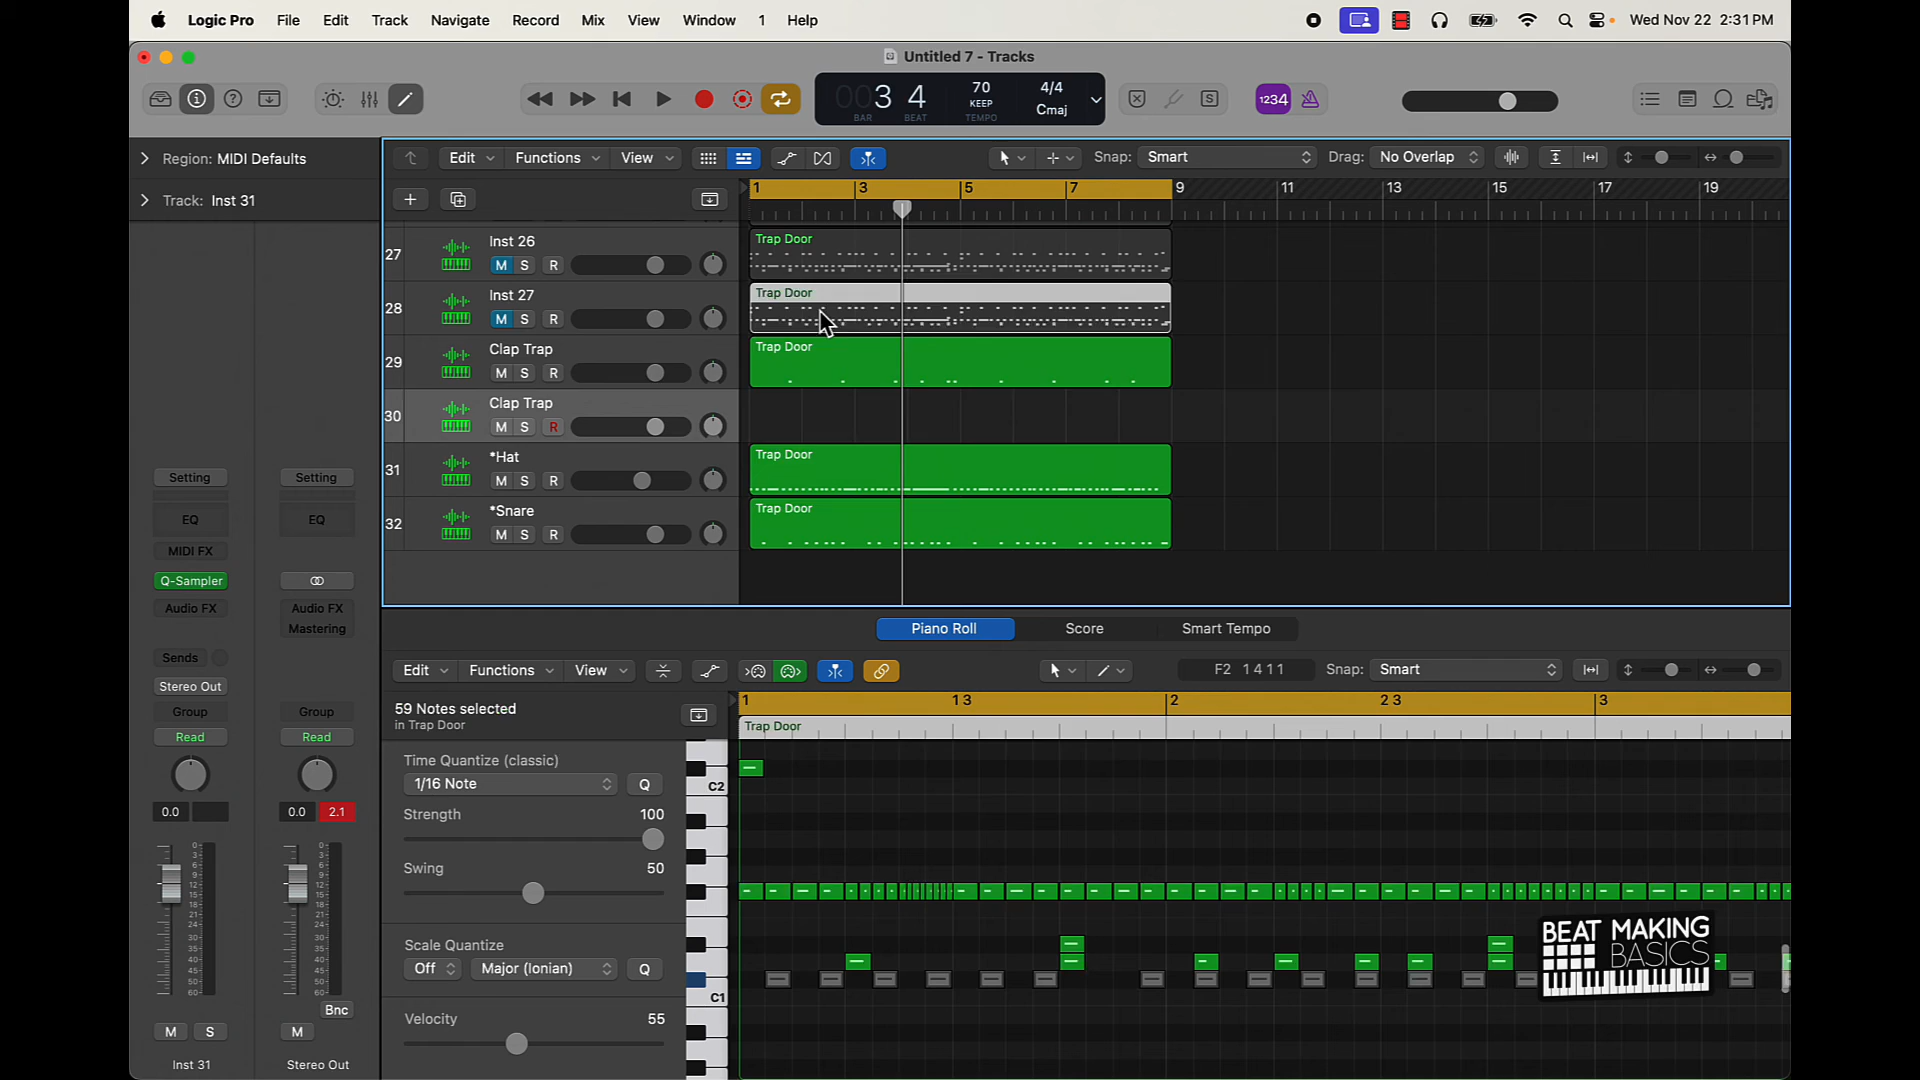 Logic Pro File Edit Track Navigate Record Mix View Window 1 Help Wed Nov 22 2:31 PM
Untitled 7 - Tracks
003 4 70 4/4
KEEP Cmaj
BAR BEAT TEMPO
1234
Region: MIDI Defaults
Edit Functions View Snap: Smart Drag: No Overlap
Track: Inst 31
1 3 5 7 9 11 13 15 17 19
27 Inst 26 M S R Trap Door
28 Inst 27 M S R Trap Door
29 Clap Trap M S R Trap Door
30 Clap Trap M S R
31 *Hat M S R Trap Door
32 *Snare M S R Trap Door
Setting Setting
EQ EQ
MIDI FX
Q-Sampler
Audio FX Audio FX
Mastering
Sends
Stereo Out
Group Group
Read Read
0.0 0.0 2.1
Bnc
M S M
Inst 31 Stereo Out
Piano Roll Score Smart Tempo
Edit Functions View F2 1 4 1 1 Snap: Smart
59 Notes selected
in Trap Door
1 1 3 2 2 3 3
Trap Door
Time Quantize (classic)
1/16 Note Q
Strength 100
Swing 50
Scale Quantize
Off Major (Ionian) Q
Velocity 55
C2
C1
BEAT MAKING
BASICS